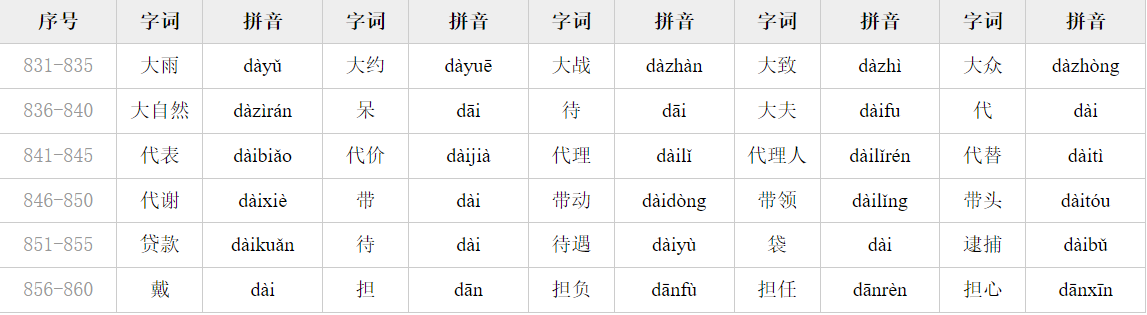 序号 字词 拼音 字词 拼音 字词 拼音 字词 拼音 字词 拼音
831-835 大雨 dàyǔ 大约 dàyuē 大战 dàzhàn 大致 dàzhì 大众 dàzhòng
836-840 大自然 dàzìrán 呆 dāi 待 dāi 大夫 dàifu 代 dài
841-845 代表 dàibiǎo 代价 dàijià 代理 dàilǐ 代理人 dàilǐrén 代替 dàitì
846-850 代谢 dàixiè 带 dài 带动 dàidòng 带领 dàilǐng 带头 dàitóu
851-855 贷款 dàikuǎn 待 dài 待遇 dàiyù 袋 dài 逮捕 dàibǔ
856-860 戴 dài 担 dān 担负 dānfù 担任 dānrèn 担心 dānxīn